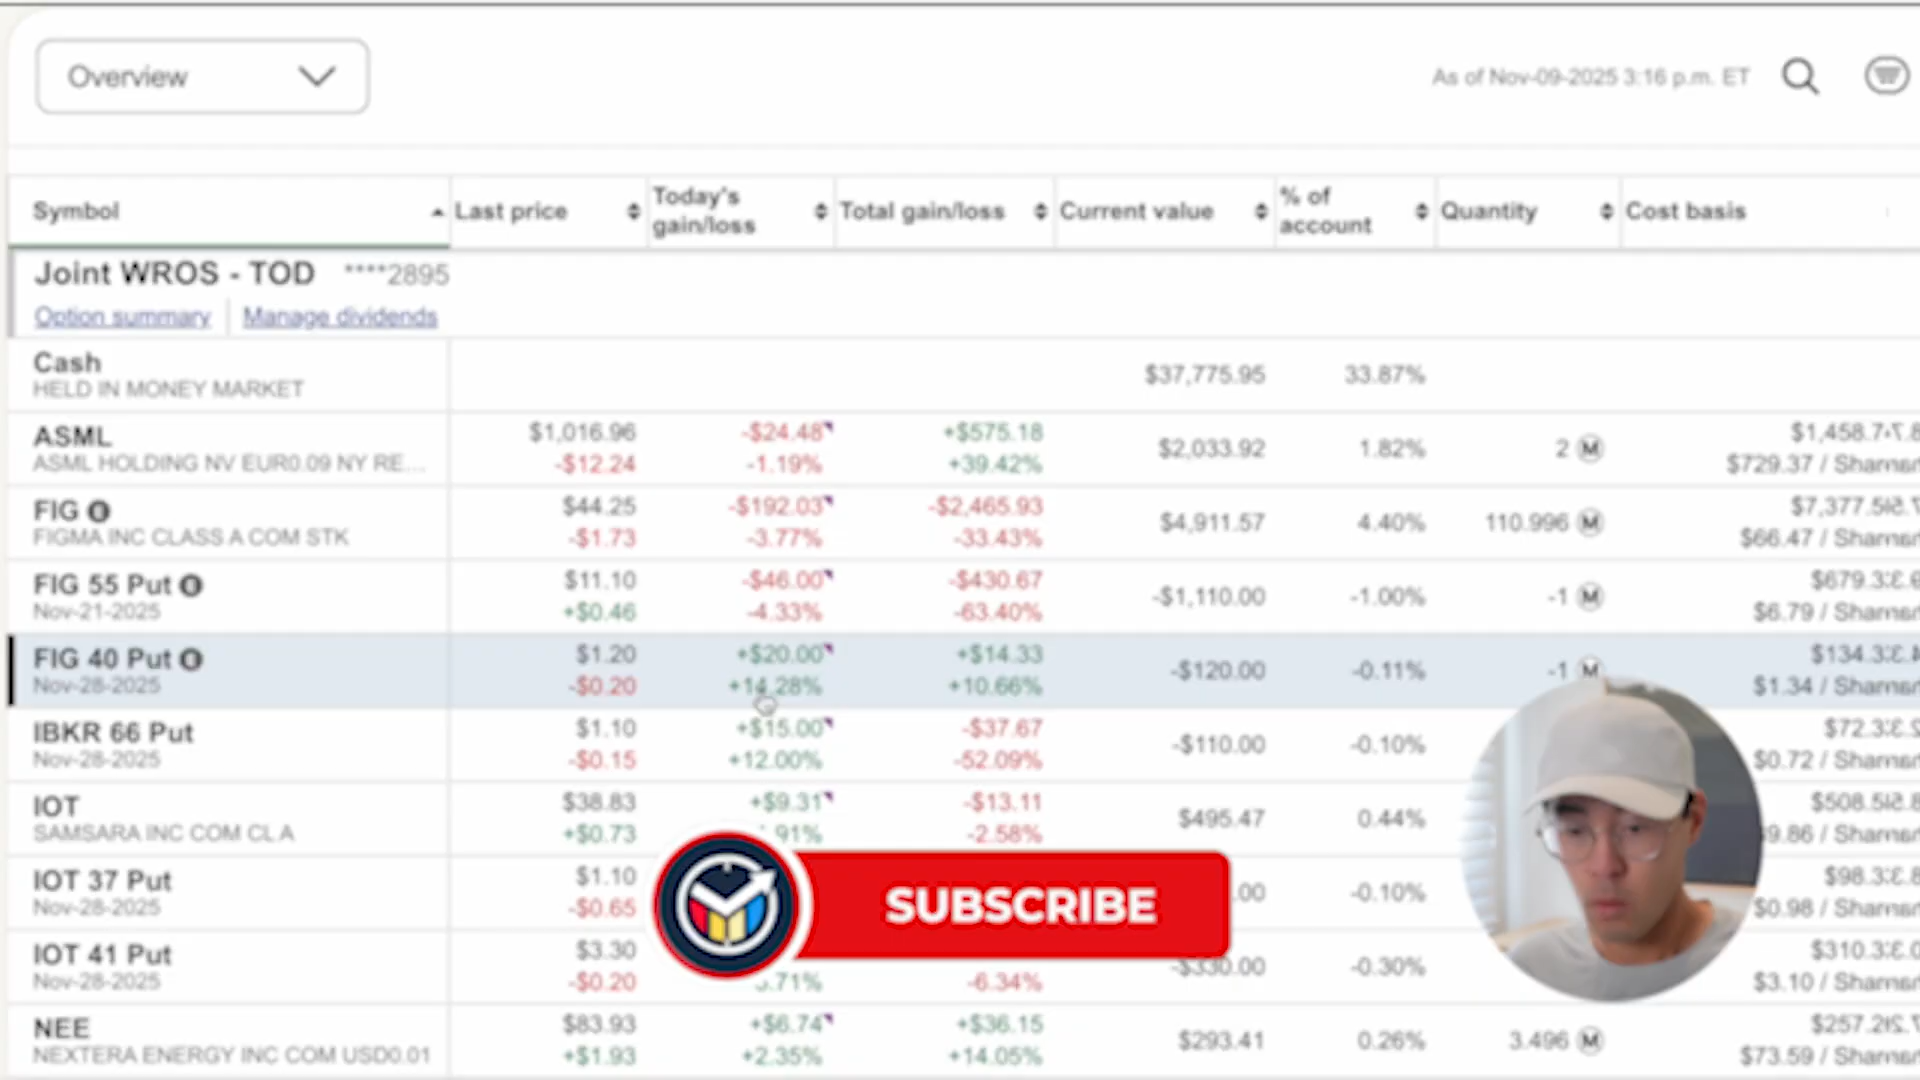 Overview
As of Nov-09-2025 3:16 p.m. ET
Symbol Last price Today's gain/loss Total gain/loss Current value % of account Quantity Cost basis
Joint WROS - TOD ****2895
Option summary Manage dividends
Cash
$37,775.95 33.87%
HELD IN MONEY MARKET
ASML $1,016.96 -$24.48 +$575.18
$2,033.92 1.82% 2 M
ASML HOLDING NV EUR0.09 NY RE... -$12.24 -1.19% +39.42% $729.37 /
FIG $44.25 -$192.03 -$2,465.93
$4,911.57 4.40% 110.996 M
FIGMA INC CLASS A COM STK -$1.73 -3.77% -33.43% $66.47 /
FIG 55 Put $11.10 -$46.00 -$430.67
-$1,110.00 -1.00% -1 M
Nov-21-2025 +$0.46 -4.33% -63.40% $6.79 /
FIG 40 Put $1.20 +$20.00 +$14.33
-$120.00 -0.11% -1 M
Nov-28-2025 -$0.20 +14.28% +10.66% $1.34 /
IBKR 66 Put $1.10 +$15.00 -$37.67
-$110.00 -0.10%
Nov-28-2025 -$0.15 +12.00% -52.09% $0.72 /
IOT $38.83 +$9.31 -$13.11
$495.47 0.44%
SAMSARA INC COM CL A +$0.73 -2.58%
IOT 37 Put $1.10
-0.10%
Nov-28-2025 -$0.65 $0.98 /
SUBSCRIBE
IOT 41 Put $3.30
-$330.00 -0.30%
Nov-28-2025 -$0.20 -6.34% $3.10 /
NEE $83.93 +$6.74 +$36.15
$293.41 0.26% 3.496 M
NEXTERA ENERGY INC COM USD0.01 +$1.93 +2.35% +14.05% $73.59 /